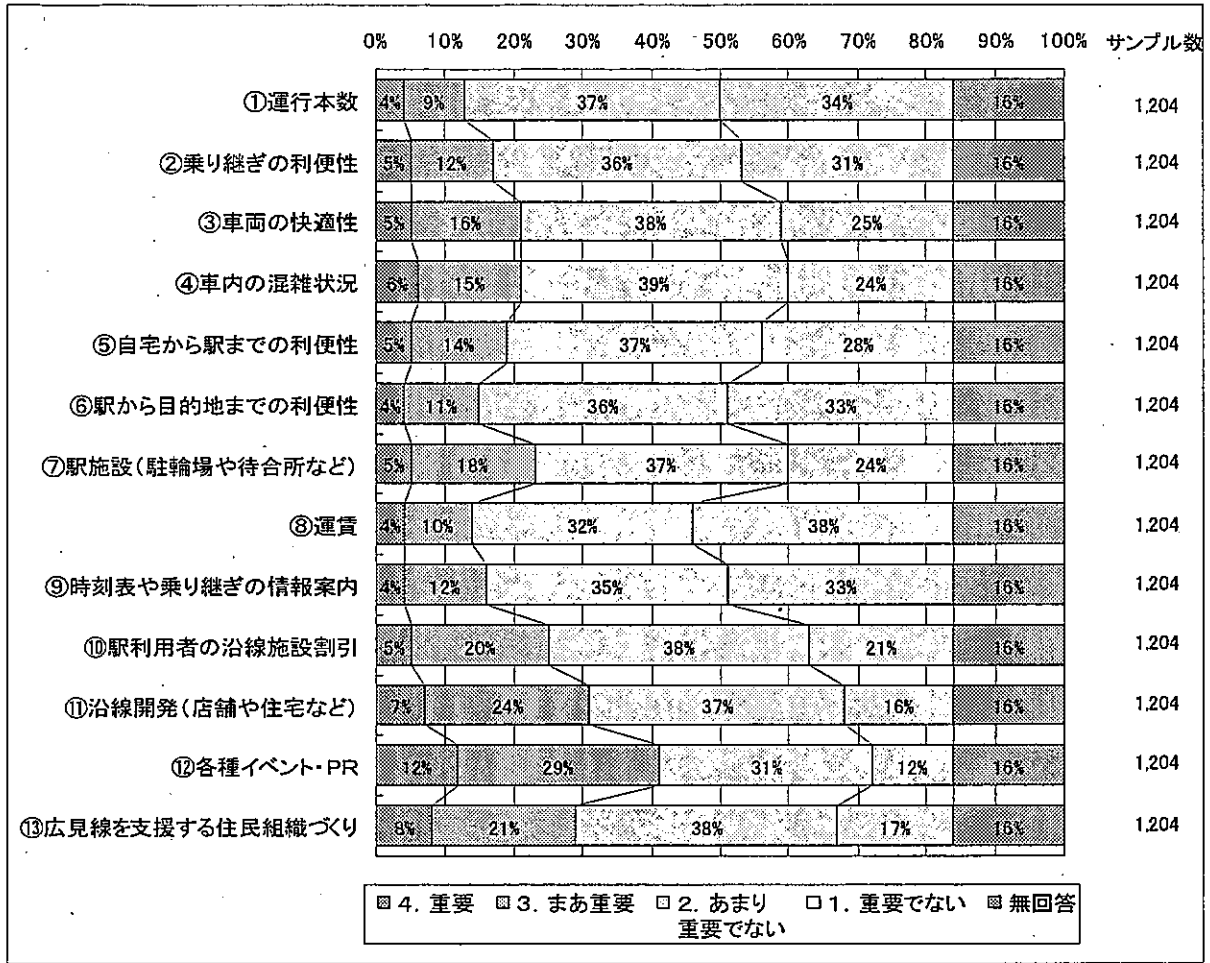 0% 10% 20% 30% 40% 50% 60% 70% 80% 90% 100% サンプル数
①運行本数 4% 9% 37% 34% 16% 1,204
②乗り継ぎの利便性 5% 12% 36% 31% 16% 1,204
③車両の快適性 5% 16% 38% 25% 16% 1,204
④車内の混雑状況 6% 15% 39% 24% 16% 1,204
⑤自宅から駅までの利便性 5% 14% 37% 28% 16% 1,204
⑥駅から目的地までの利便性 4% 11% 36% 33% 16% 1,204
⑦駅施設(駐輪場や待合所など) 5% 18% 37% 24% 16% 1,204
⑧運賃 4% 10% 32% 38% 16% 1,204
⑨時刻表や乗り継ぎの情報案内 4% 12% 35% 33% 16% 1,204
⑩駅利用者の沿線施設割引 5% 20% 38% 21% 16% 1,204
⑪沿線開発(店舗や住宅など) 7% 24% 37% 16% 16% 1,204
⑫各種イベント・PR 12% 29% 31% 12% 16% 1,204
⑬広見線を支援する住民組織づくり 8% 21% 38% 17% 16% 1,204
4. 重要 3. まあ重要 2. あまり 1. 重要でない 無回答
重要でない